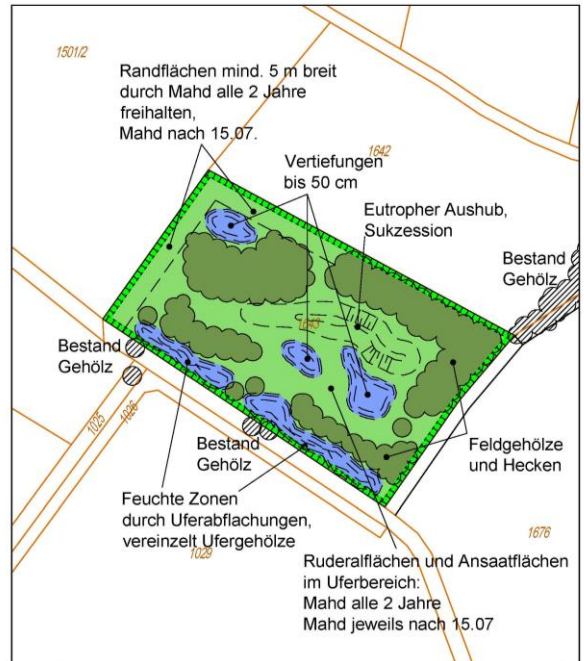 1501/2
Randflächen mind. 5 m breit
durch Mahd alle 2 Jahre
freihalten,
Mahd nach 15.07.
1642
Vertiefungen
bis 50 cm
Eutropher Aushub,
Sukzession
Bestand
Gehölz
1643
Bestand
Gehölz
1025
1026
Bestand
Gehölz
Feldgehölze
und Hecken
Feuchte Zonen
durch Uferabflachungen,
vereinzelt Ufergehölze
1029
1676
Ruderalflächen und Ansaatflächen
im Uferbereich:
Mahd alle 2 Jahre
Mahd jeweils nach 15.07